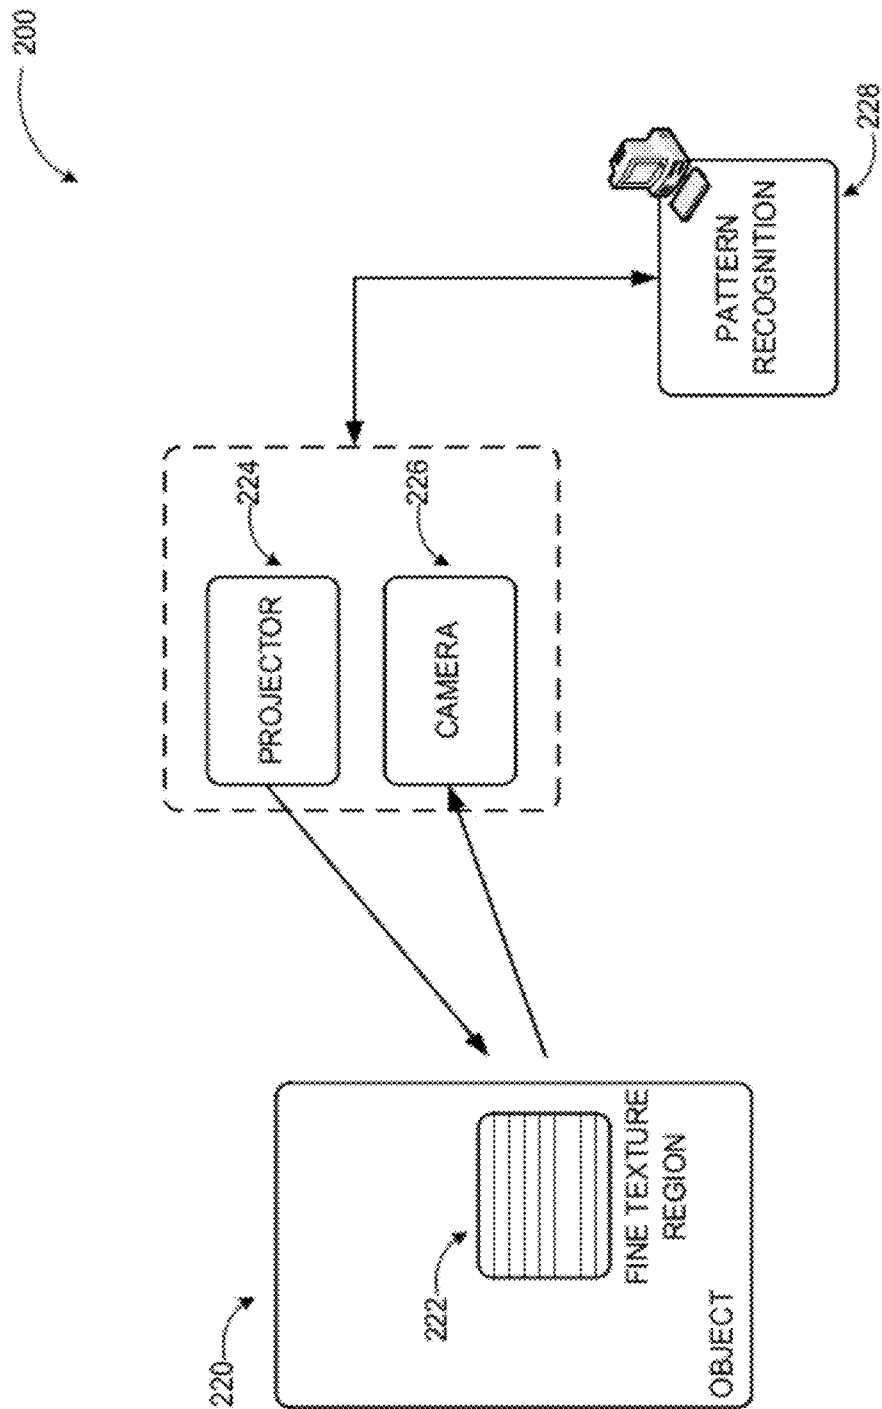 200
220
222
FINE TEXTURE
REGION
OBJECT
PROJECTOR
224
CAMERA
226
PATTERN
RECOGNITION
228